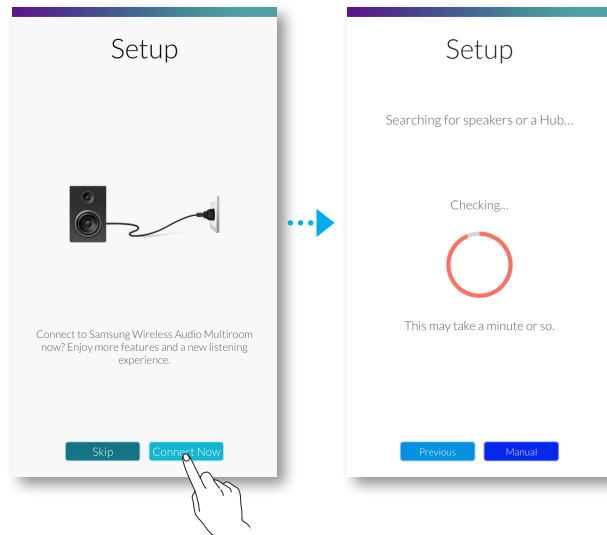 Setup
Connect to Samsung Wireless Audio Multiroom
now? Enjoy more features and a new listening
experience.
Skip
Connect Now
Setup
Searching for speakers or a Hub...
Checking...
This may take a minute or so.
Previous
Manual